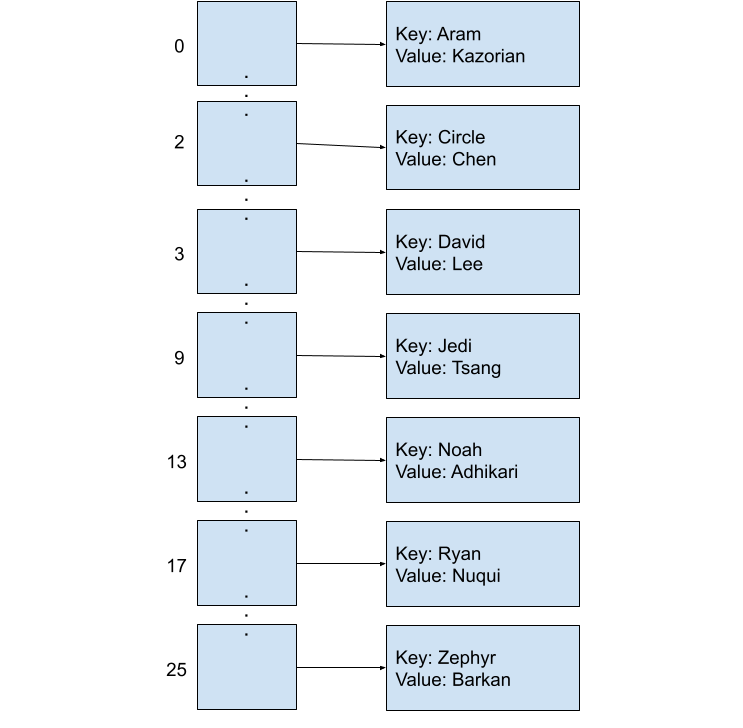 0
Key: Aram
Value: Kazorian
2
Key: Circle
Value: Chen
3
Key: David
Value: Lee
9
Key: Jedi
Value: Tsang
13
Key: Noah
Value: Adhikari
17
Key: Ryan
Value: Nuqui
25
Key: Zephyr
Value: Barkan